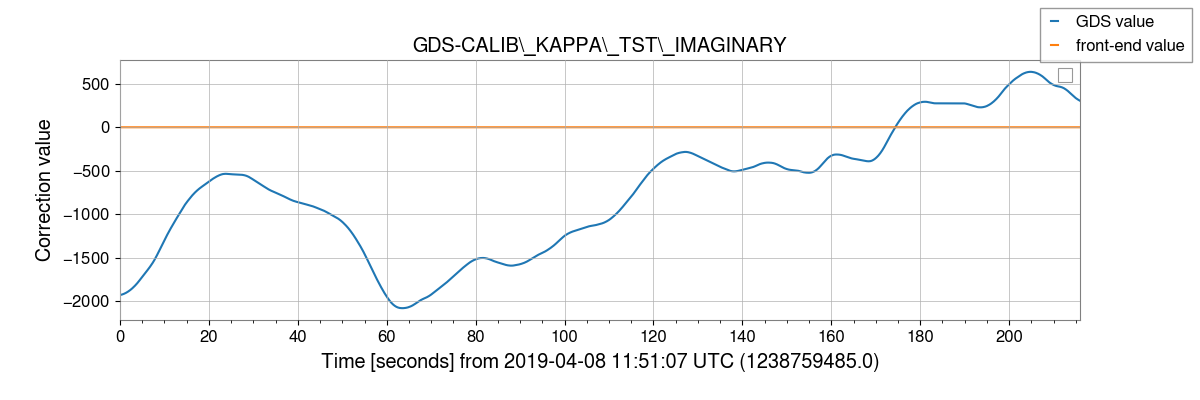 GDS value
front-end value
GDS-CALIB\_KAPPA\_TST\_IMAGINARY
Correction value
500
0
−500
−1000
−1500
−2000
0 20 40 60 80 100 120 140 160 180 200
Time [seconds] from 2019-04-08 11:51:07 UTC (1238759485.0)